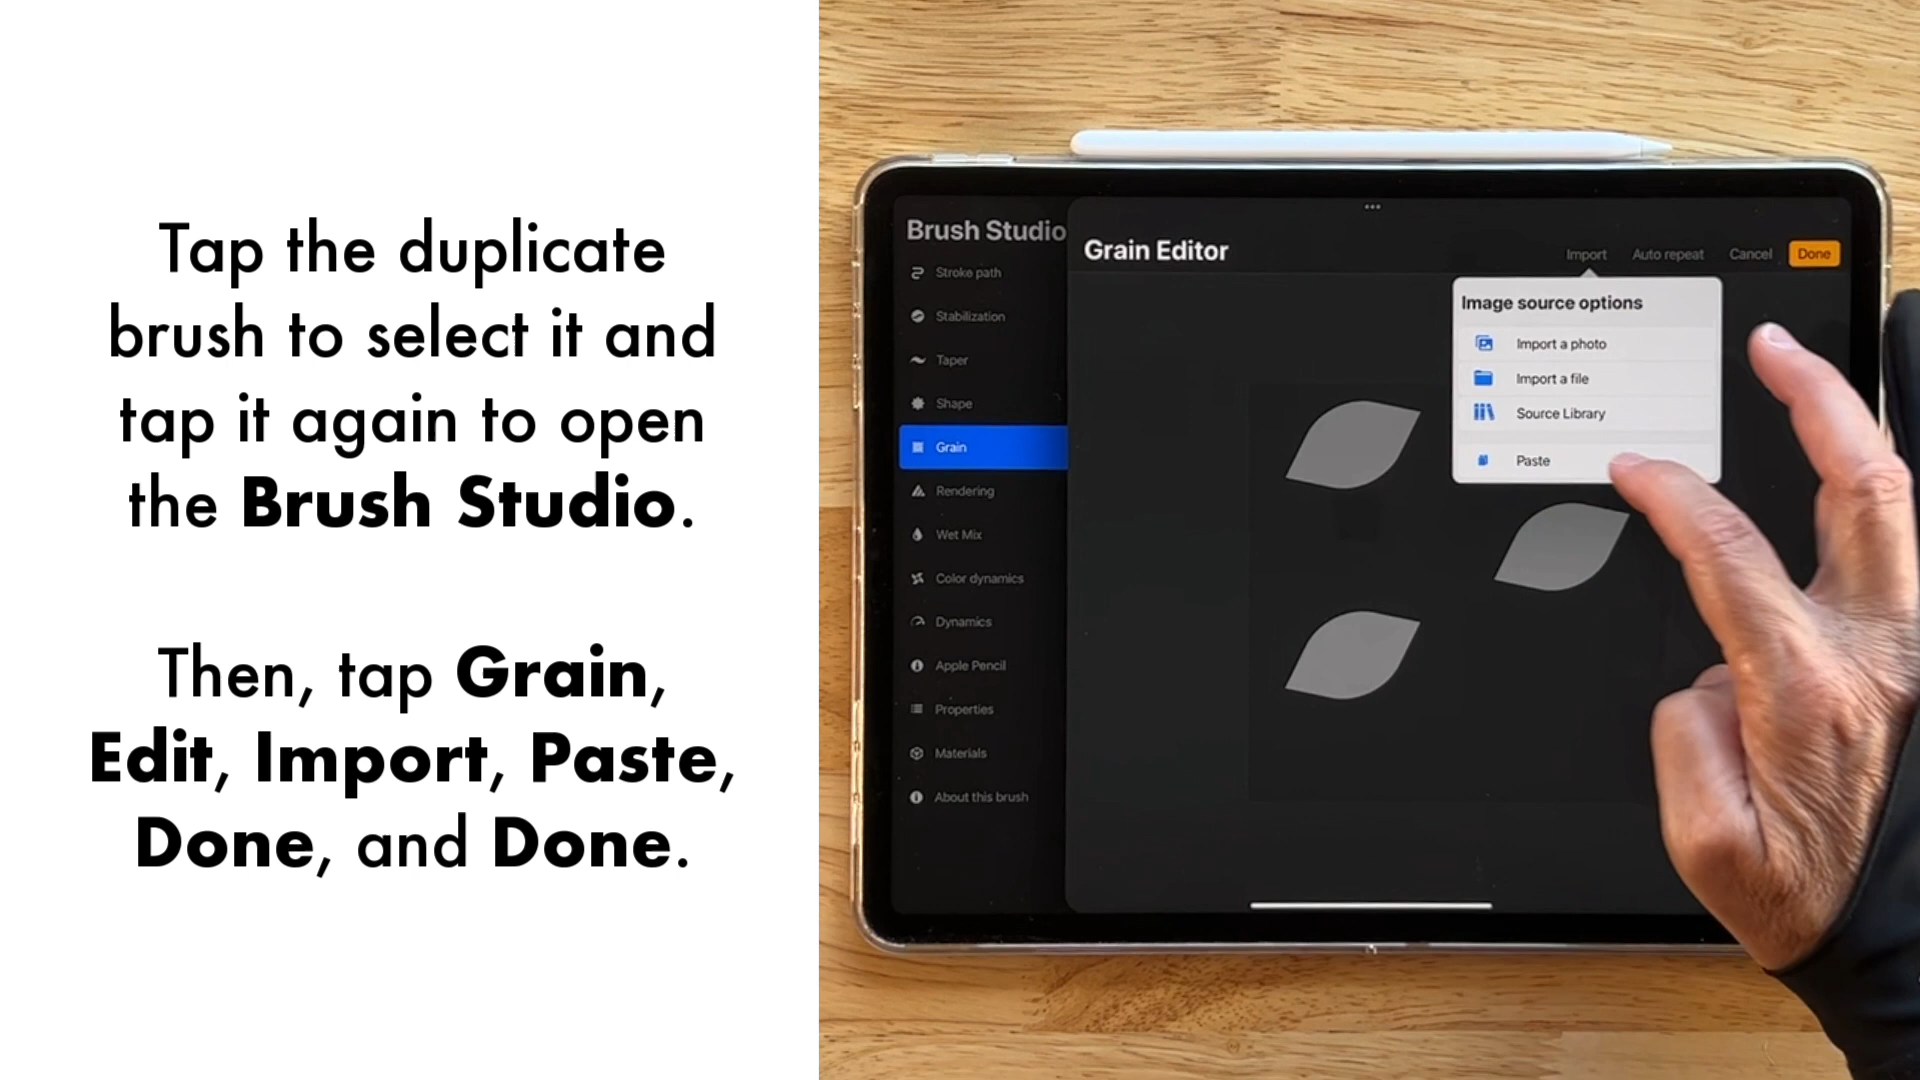 Tap the duplicate
brush to select it and
tap it again to open
the Brush Studio.
Then, tap Grain,
Edit, Import, Paste,
Done, and Done.
Brush Studio
Stroke path
Stabilization
Taper
Shape
Grain
Rendering
Wet Mix
Color dynamics
Dynamics
Apple Pencil
Properties
Materials
About this brush
Grain Editor
Import
Auto repeat
Cancel
Done
Image source options
Import a photo
Import a file
Source Library
Paste